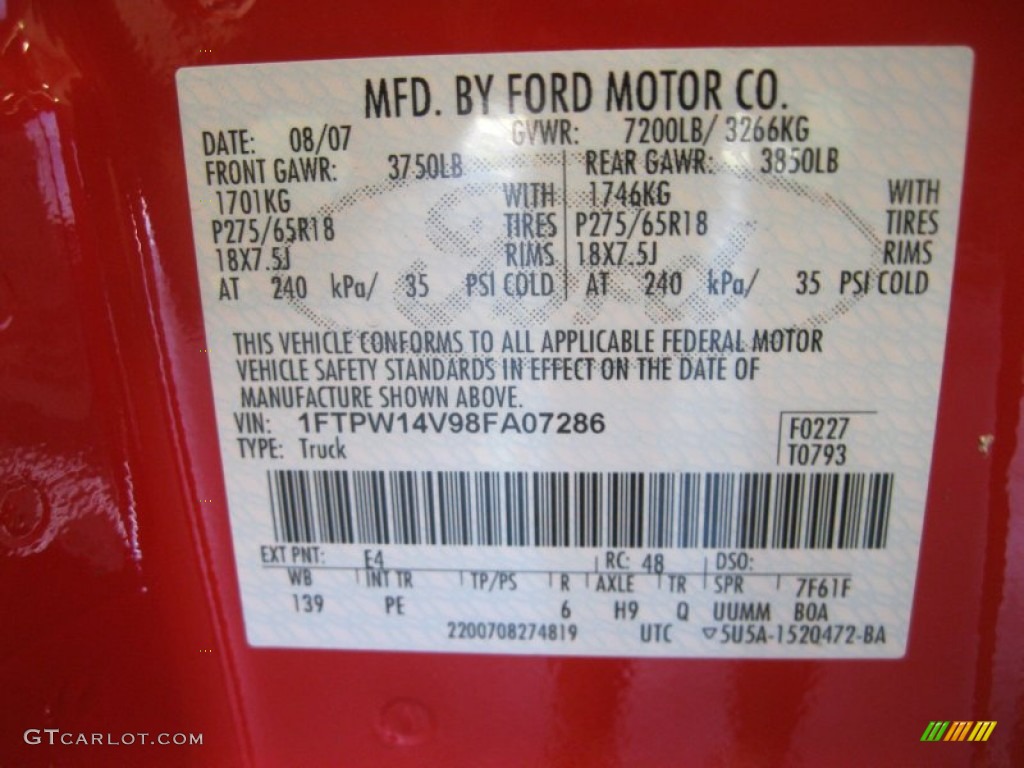 MFD. BY FORD MOTOR CO.
DATE: 08/07 GVWR: 7200LB/ 3266KG
FRONT GAWR: 3750LB REAR GAWR: 3850LB
1701KG WITH 1746KG WITH
P275/65R18 TIRES P275/65R18 TIRES
18X7.5J RIMS 18X7.5J RIMS
AT 240 kPa/ 35 PSI COLD AT 240 kPa/ 35 PSI COLD
THIS VEHICLE CONFORMS TO ALL APPLICABLE FEDERAL MOTOR
VEHICLE SAFETY STANDARDS IN EFFECT ON THE DATE OF
MANUFACTURE SHOWN ABOVE.
VIN: 1FTPW14V98FA07286 F0227
TYPE: Truck T0793
EXT PNT: E4 RC: 48 DSO:
WB INT TR TP/PS R AXLE TR SPR 7F61F
139 PE 6 H9 Q UUMM BOA
2200708274819 UTC ▽5U5A-1520472-BA
GTCARLOT.COM